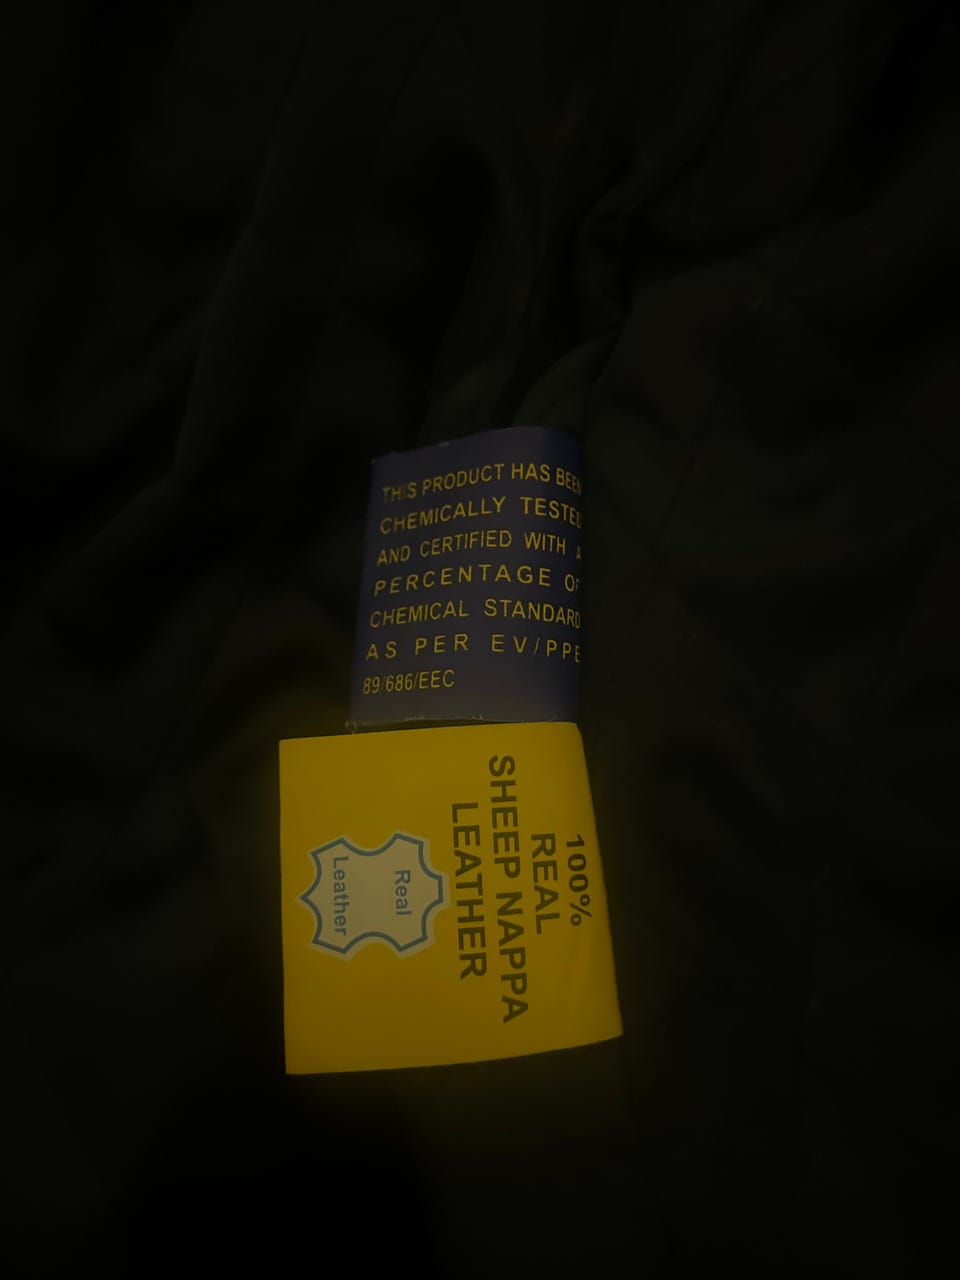 THIS PRODUCT HAS BEEN
CHEMICALLY TESTED
AND CERTIFIED WITH A
PERCENTAGE OF
CHEMICAL STANDARD
AS PER EV/PPE
89/686/EEC
100%
REAL
SHEEP NAPPA
LEATHER
Real
Leather